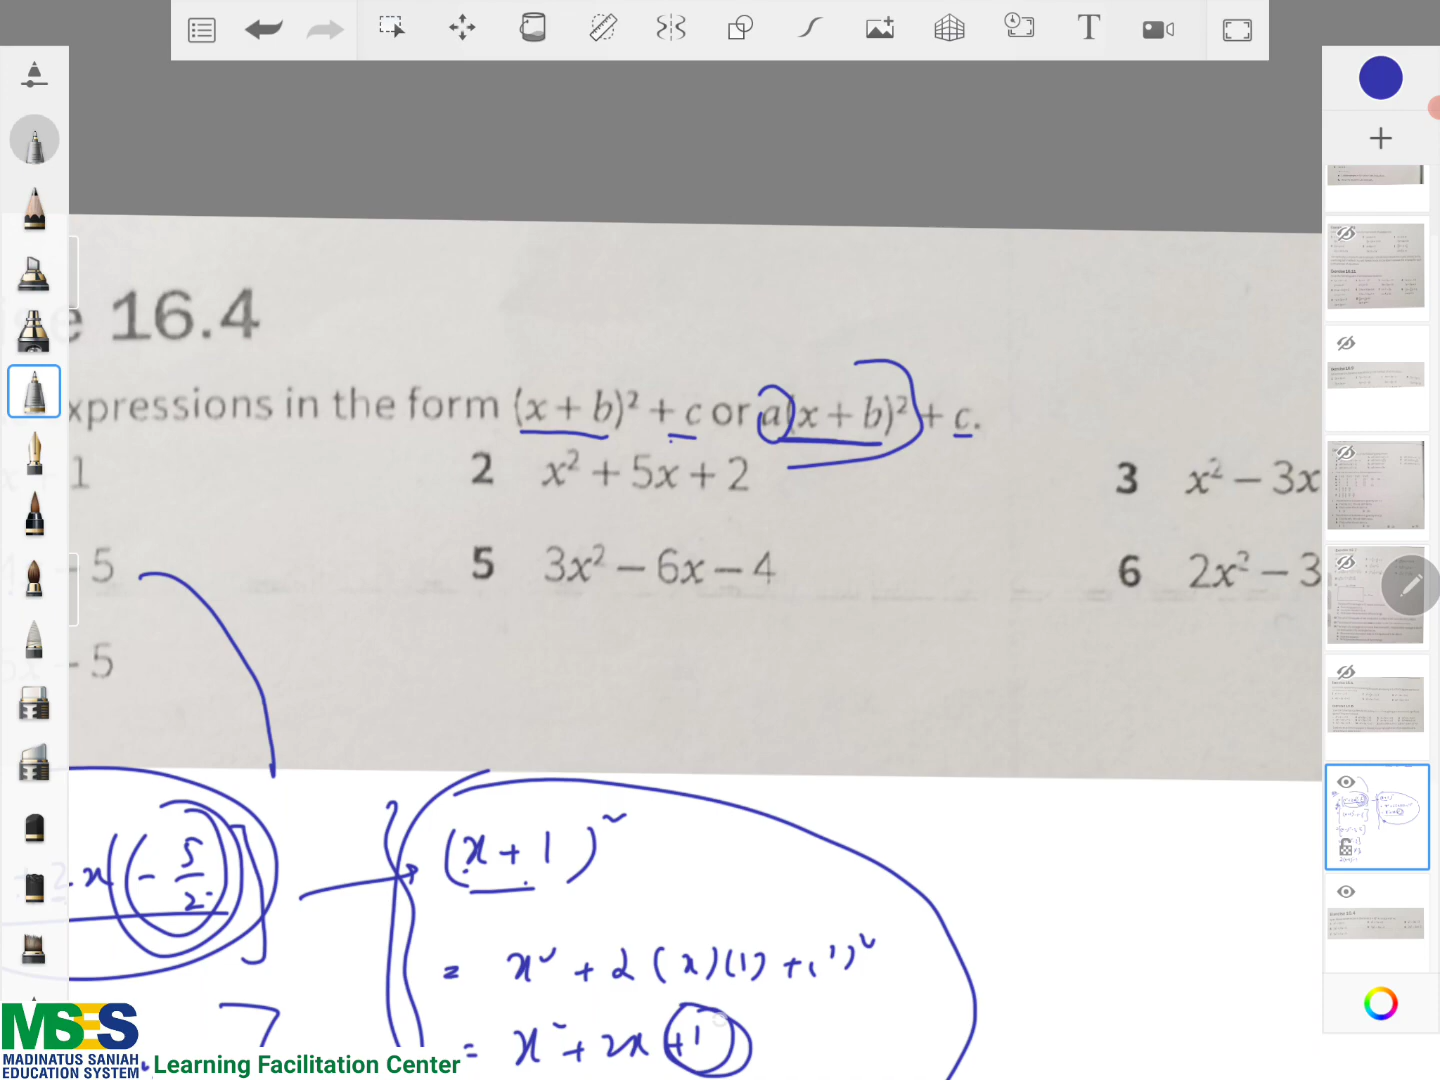 e 16.4
xpressions in the form (x + b)² + c or a(x + b)² + c.
1 2 x² + 5x + 2 3 x² − 3x
− 5 5 3x² − 6x − 4 6 2x² − 3
− 5
x(− 5/2)] (x + 1)²
= x² + 2(x)(1) + (1)²
= x² + 2x + 1
MSES
MADINATUS SANIAH
EDUCATION SYSTEM
Learning Facilitation Center
T